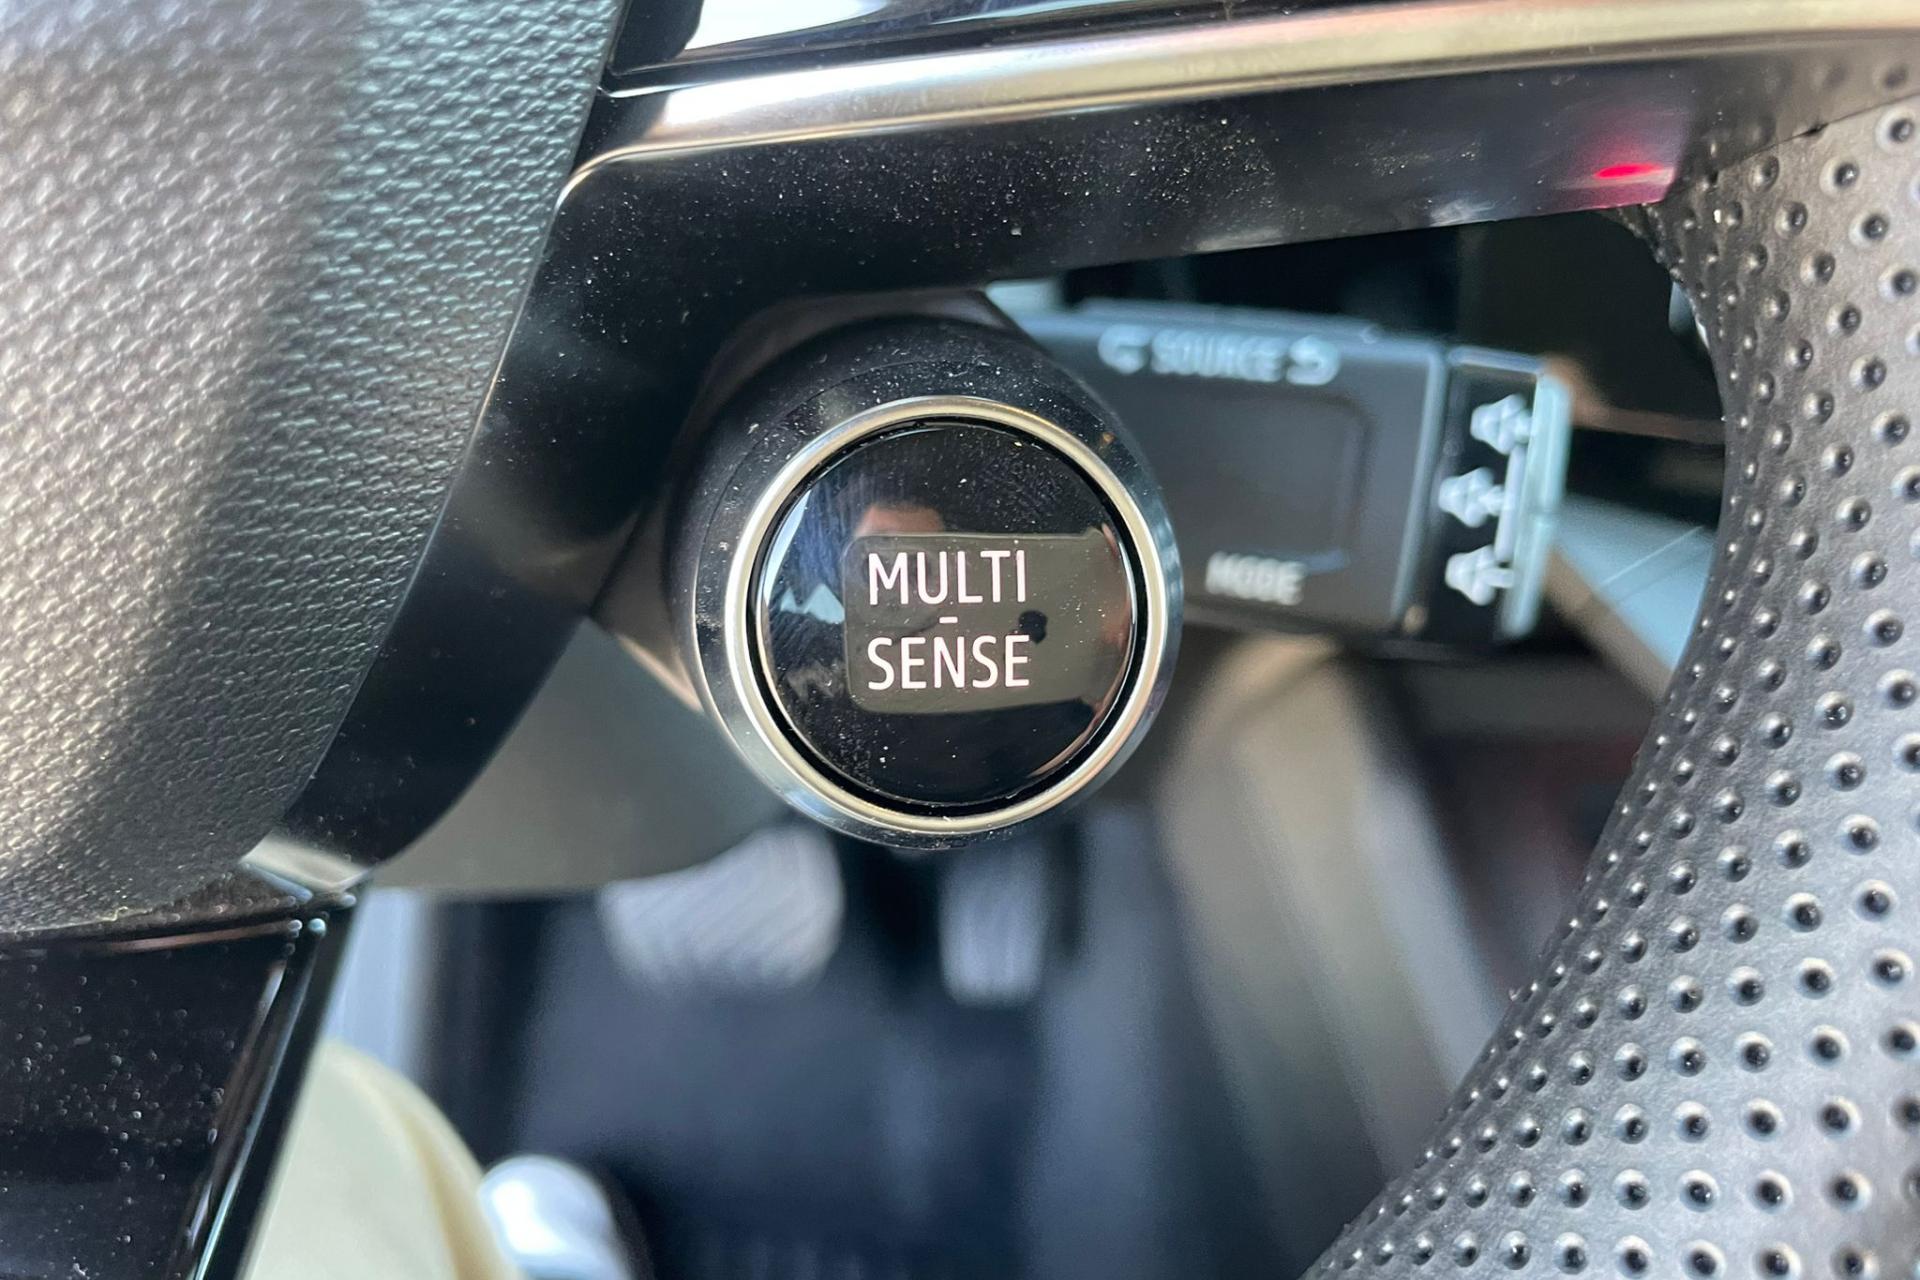 SOURCE
MULTI
-
SENSE
MODE